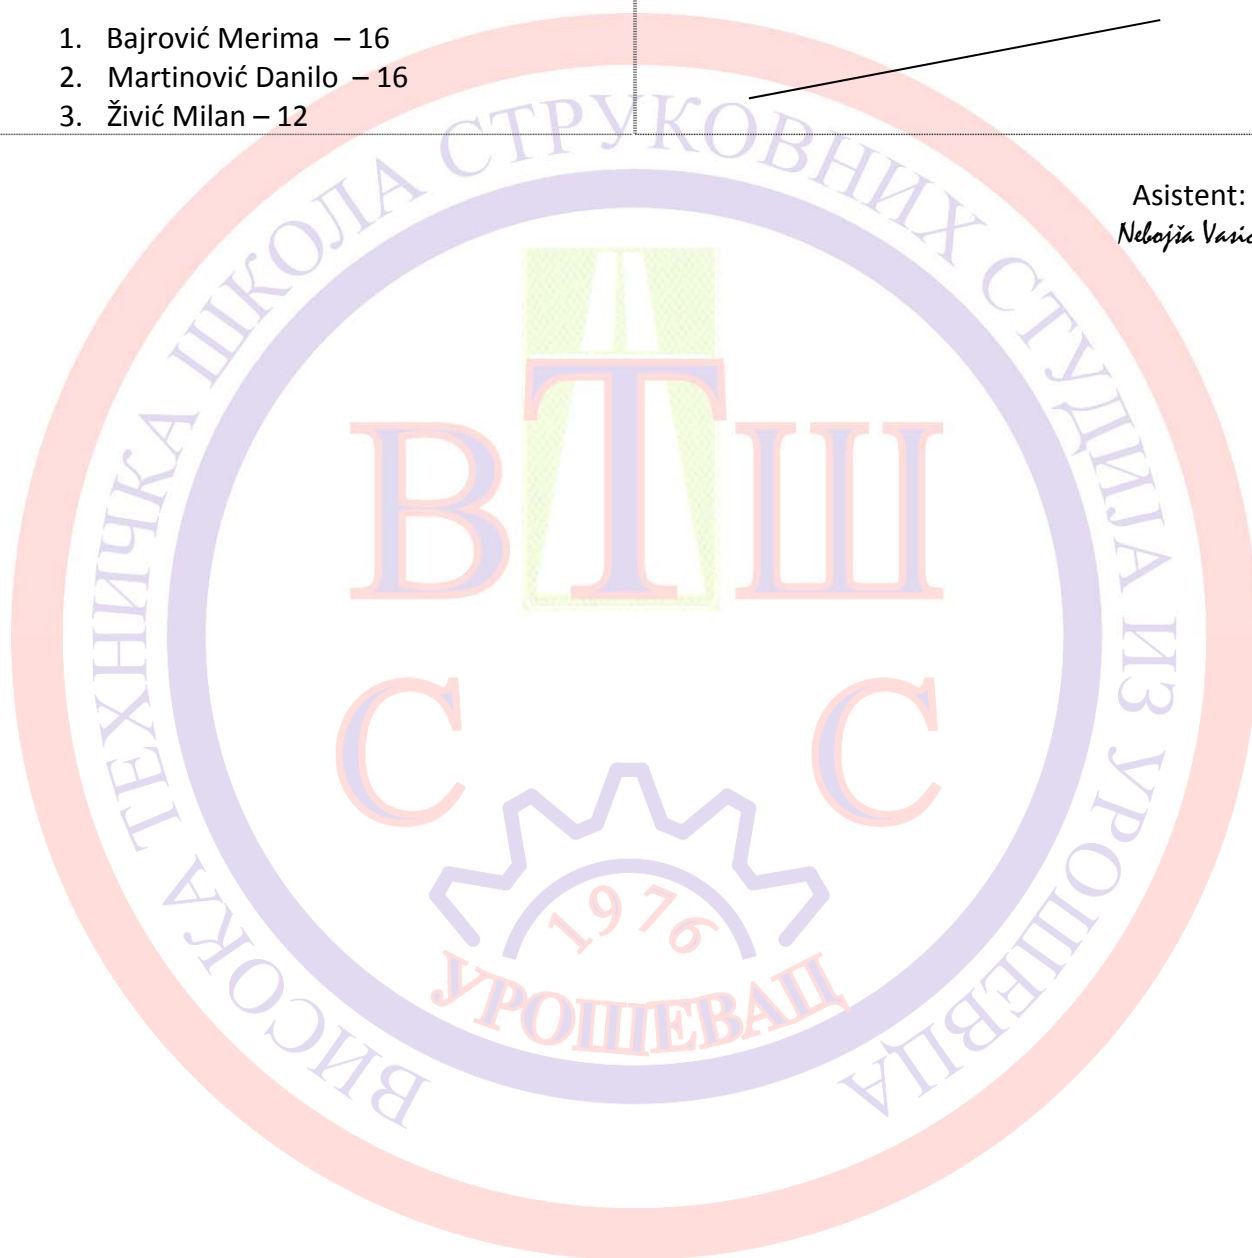 1. Bajrović Merima – 16
2. Martinović Danilo – 16
3. Živić Milan – 12
Asistent:
Nebojša
ВИСОКА ТЕХНИЧКА ШКОЛА СТРУКОВНИХ СТУДИЈА ИЗ УРОШЕВЦА
ВТШ
С С
1976
УРОШЕВАЦ